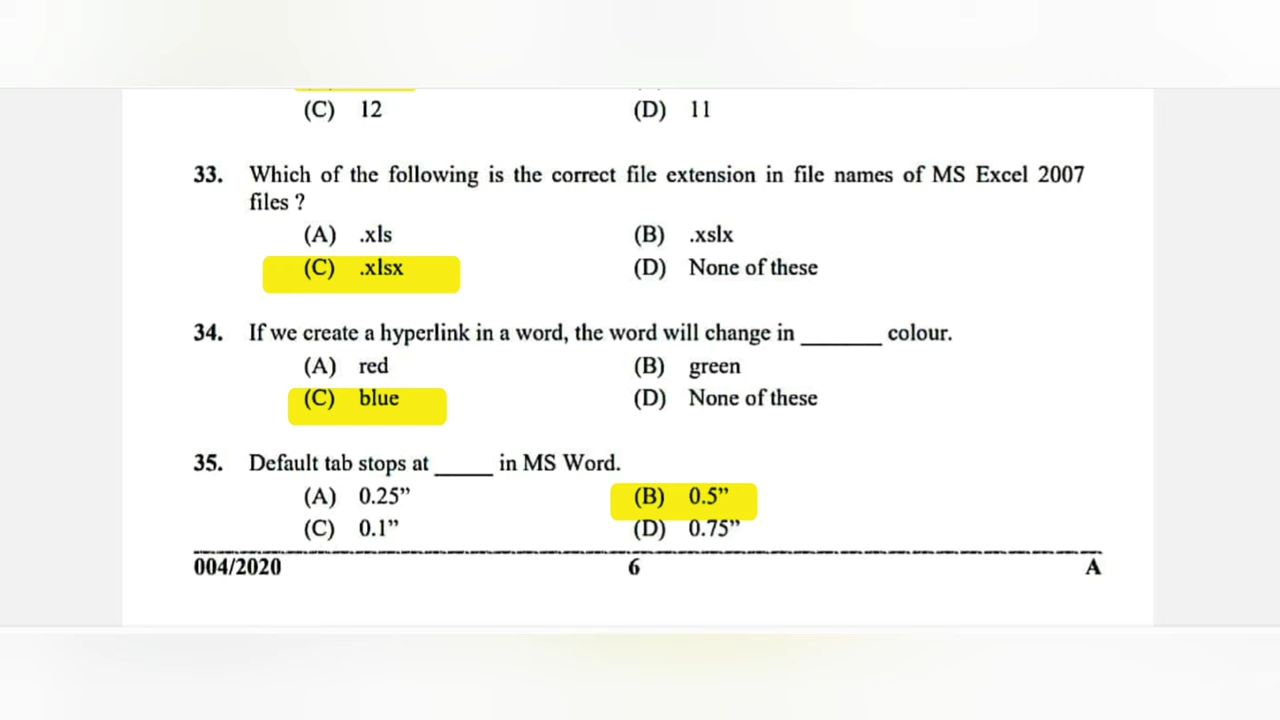 (C) 12 (D) 11
33. Which of the following is the correct file extension in file names of MS Excel 2007
files ?
(A) .xls (B) .xslx
(C) .xlsx (D) None of these
34. If we create a hyperlink in a word, the word will change in _______ colour.
(A) red (B) green
(C) blue (D) None of these
35. Default tab stops at _____ in MS Word.
(A) 0.25” (B) 0.5”
(C) 0.1” (D) 0.75”
004/2020 6 A